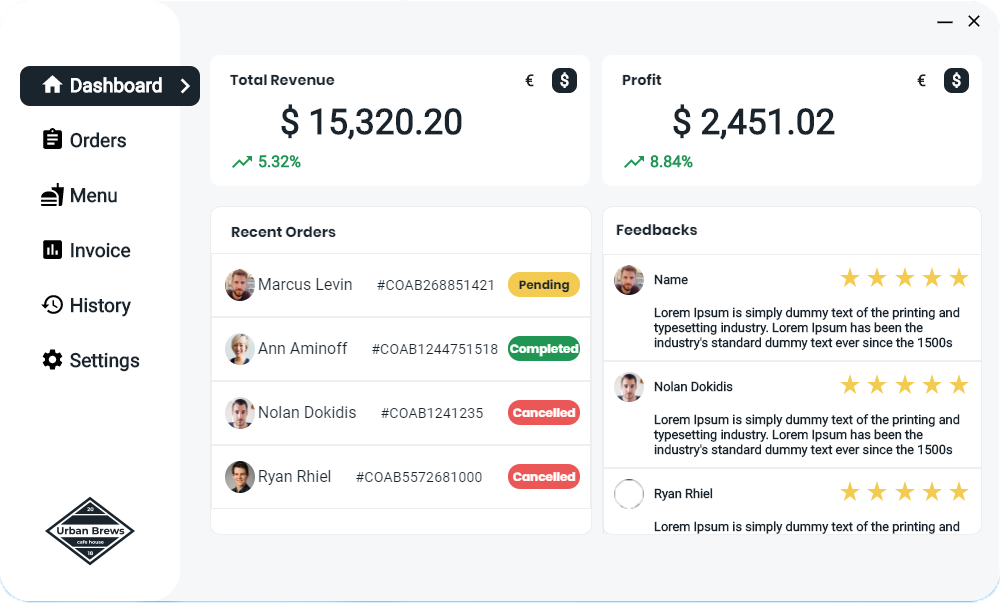 Dashboard
Orders
Menu
Invoice
History
Settings
20
Urban Brews
cafe house
18
Total Revenue
€ $
$ 15,320.20
5.32%
Profit
€ $
$ 2,451.02
8.84%
Recent Orders
Marcus Levin #COAB268851421 Pending
Ann Aminoff #COAB1244751518 Completed
Nolan Dokidis #COAB1241235 Cancelled
Ryan Rhiel #COAB5572681000 Cancelled
Feedbacks
Name
Lorem Ipsum is simply dummy text of the printing and
typesetting industry. Lorem Ipsum has been the
industry's standard dummy text ever since the 1500s
Nolan Dokidis
Lorem Ipsum is simply dummy text of the printing and
typesetting industry. Lorem Ipsum has been the
industry's standard dummy text ever since the 1500s
Ryan Rhiel
Lorem Ipsum is simply dummy text of the printing and